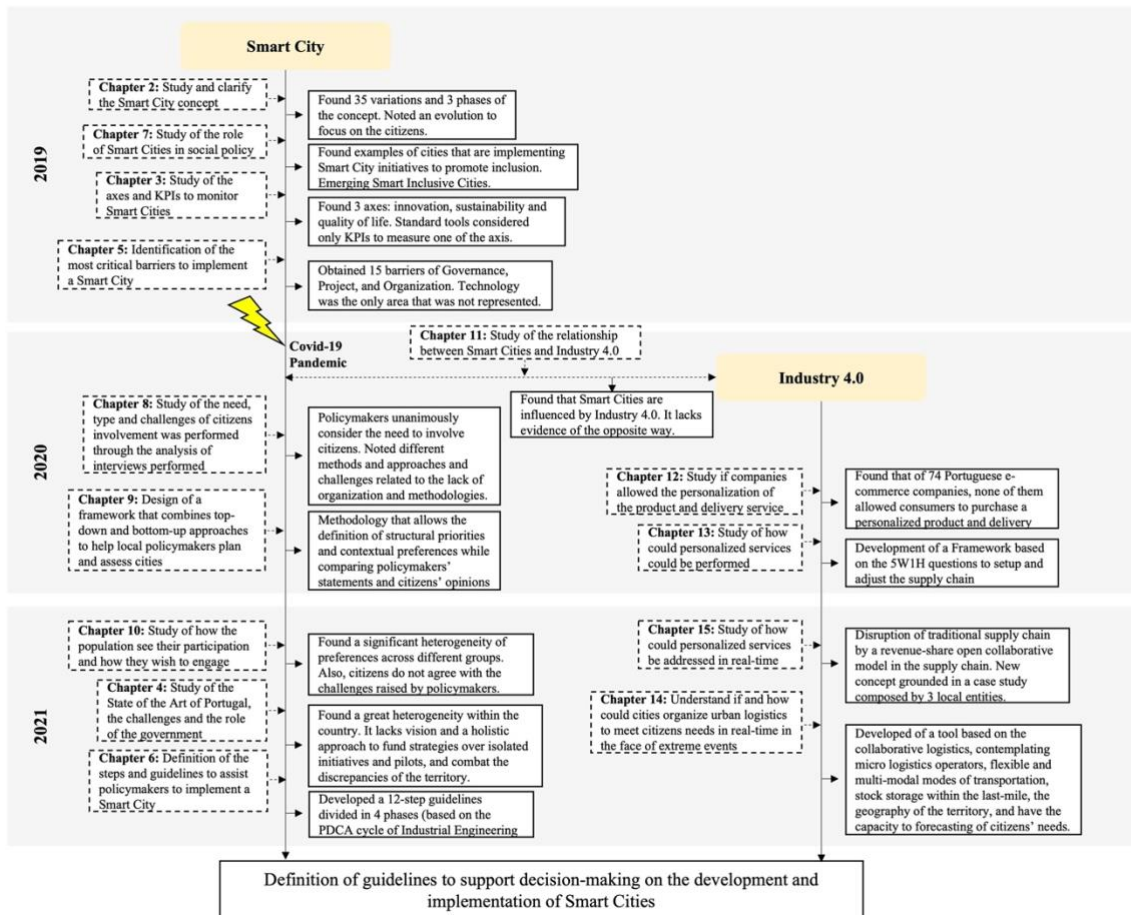 Smart City
2019
Chapter 2: Study and clarify
the Smart City concept
Found 35 variations and 3 phases of
the concept. Noted an evolution to
focus on the citizens.
Chapter 7: Study of the role
of Smart Cities in social policy
Found examples of cities that are implementing
Smart City initiatives to promote inclusion.
Emerging Smart Inclusive Cities.
Chapter 3: Study of the
axes and KPIs to monitor
Smart Cities
Found 3 axes: innovation, sustainability and
quality of life. Standard tools considered
only KPIs to measure one of the axis.
Chapter 5: Identification of the
most critical barriers to implement
a Smart City
Obtained 15 barriers of Governance,
Project, and Organization. Technology
was the only area that was not represented.
Covid-19
Pandemic
2020
Chapter 11: Study of the relationship
between Smart Cities and Industry 4.0
Industry 4.0
Found that Smart Cities are
influenced by Industry 4.0. It lacks
evidence of the opposite way.
Chapter 8: Study of the need,
type and challenges of citizens
involvement was performed
through the analysis of
interviews performed
Policymakers unanimously
consider the need to involve
citizens. Noted different
methods and approaches and
challenges related to the lack of
organization and methodologies.
Chapter 9: Design of a
framework that combines top-
down and bottom-up approaches
to help local policymakers plan
and assess cities
Methodology that allows the
definition of structural priorities
and contextual preferences while
comparing policymakers'
statements and citizens' opinions
Chapter 12: Study if companies
allowed the personalization of
the product and delivery service
Found that of 74 Portuguese e-
commerce companies, none of them
allowed consumers to purchase a
personalized product and delivery
Chapter 13: Study of how
could personalized services
could be performed
Development of a Framework based
on the 5W1H questions to setup and
adjust the supply chain
2021
Chapter 10: Study of how the
population see their participation
and how they wish to engage
Found a significant heterogeneity of
preferences across different groups.
Also, citizens do not agree with the
challenges raised by policymakers.
Chapter 4: Study of the
State of the Art of Portugal,
the challenges and the role
of the government
Found a great heterogeneity within the
country. It lacks vision and a holistic
approach to fund strategies over isolated
initiatives and pilots, and combat the
discrepancies of the territory.
Chapter 6: Definition of the
steps and guidelines to assist
policymakers to implement a
Smart City
Developed a 12-step guidelines
divided in 4 phases (based on the
PDCA cycle of Industrial Engineering
Chapter 15: Study of how
could personalized services
be addressed in real-time
Disruption of traditional supply chain
by a revenue-share open collaborative
model in the supply chain. New
concept grounded in a case study
composed by 3 local entities.
Chapter 14: Understand if and how
could cities organize urban logistics
to meet citizens needs in real-time in
the face of extreme events
Developed of a tool based on the
collaborative logistics, contemplating
micro logistics operators, flexible and
multi-modal modes of transportation,
stock storage within the last-mile, the
geography of the territory, and have the
capacity to forecasting of citizens' needs.
Definition of guidelines to support decision-making on the development and
implementation of Smart Cities